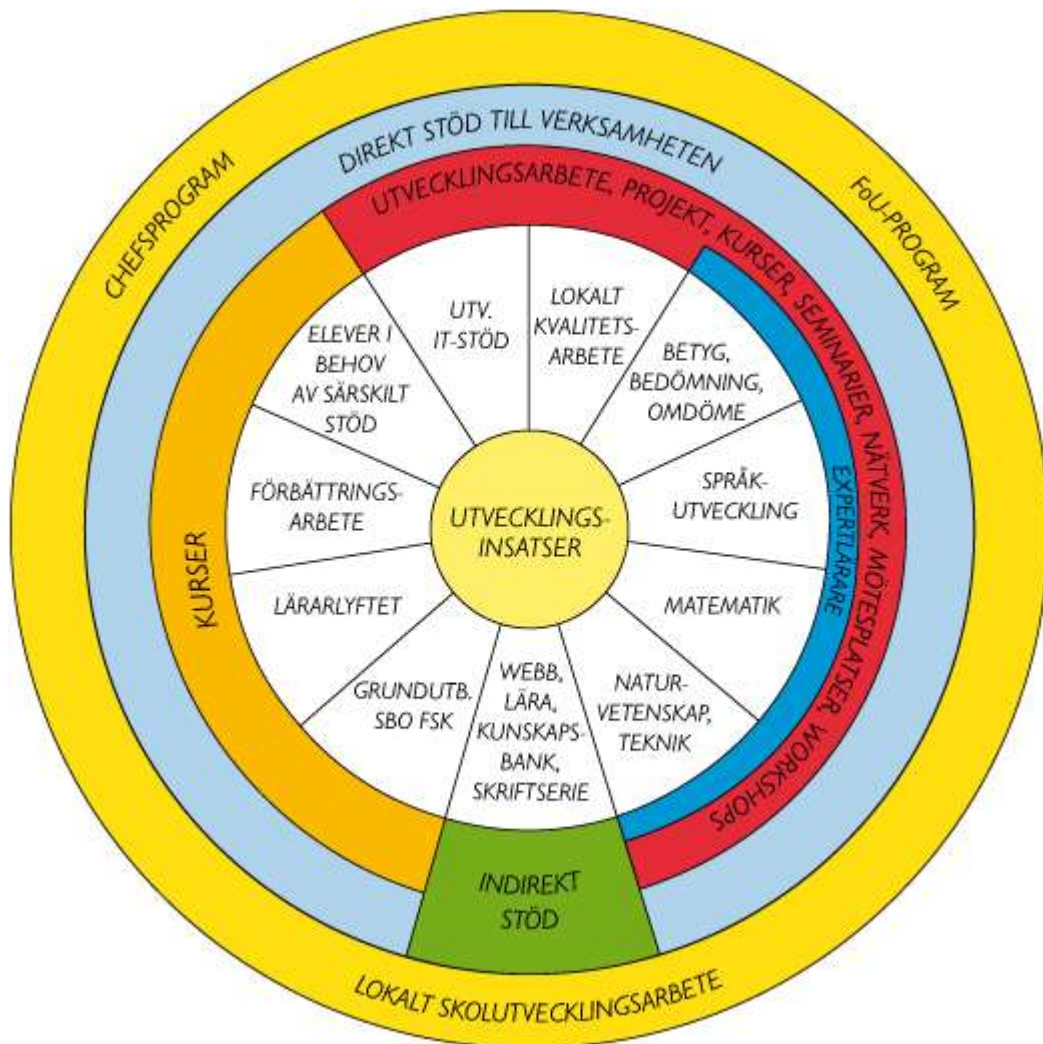 CHEFSPROGRAM
FoU-PROGRAM
LOKALT SKOLUTVECKLINGSARBETE
DIREKT STÖD TILL VERKSAMHETEN
UTVECKLINGSARBETE, PROJEKT, KURSER, SEMINARIER, NÄTVERK, MÖTESPLATSER, WORKSHOPS
EXPERTLÄRARE
KURSER
UTV.
IT-STÖD
LOKALT
KVALITETS-
ARBETE
BETYG,
BEDÖMNING,
OMDÖME
SPRÅK-
UTVECKLING
MATEMATIK
NATUR-
VETENSKAP,
TEKNIK
WEBB,
LÄRA,
KUNSKAPS-
BANK,
SKRIFTSERIE
GRUNDUTB.
SBO FSK
LÄRARLYFTET
FÖRBÄTTRINGS-
ARBETE
ELEVER I
BEHOV
AV SÄRSKILT
STÖD
UTVECKLINGS-
INSATSER
INDIREKT
STÖD